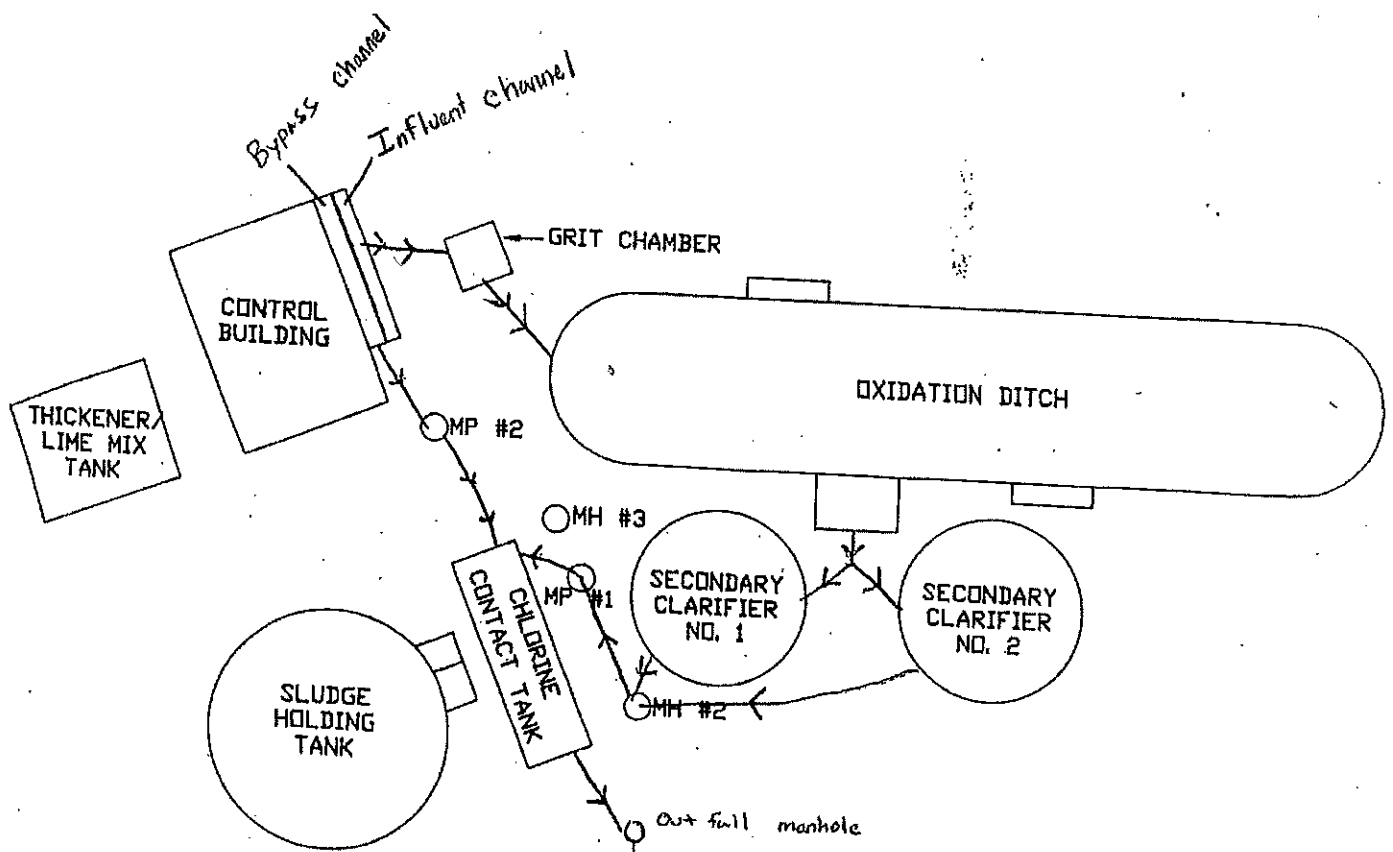 Bypass channel
Influent channel
GRIT CHAMBER
CONTROL
BUILDING
OXIDATION DITCH
THICKENER/
LIME MIX
TANK
MP #2
MH #3
MP #1
SECONDARY
CLARIFIER
NO. 1
SECONDARY
CLARIFIER
NO. 2
CHLORINE
CONTACT TANK
MH #2
SLUDGE
HOLDING
TANK
Out fall manhole